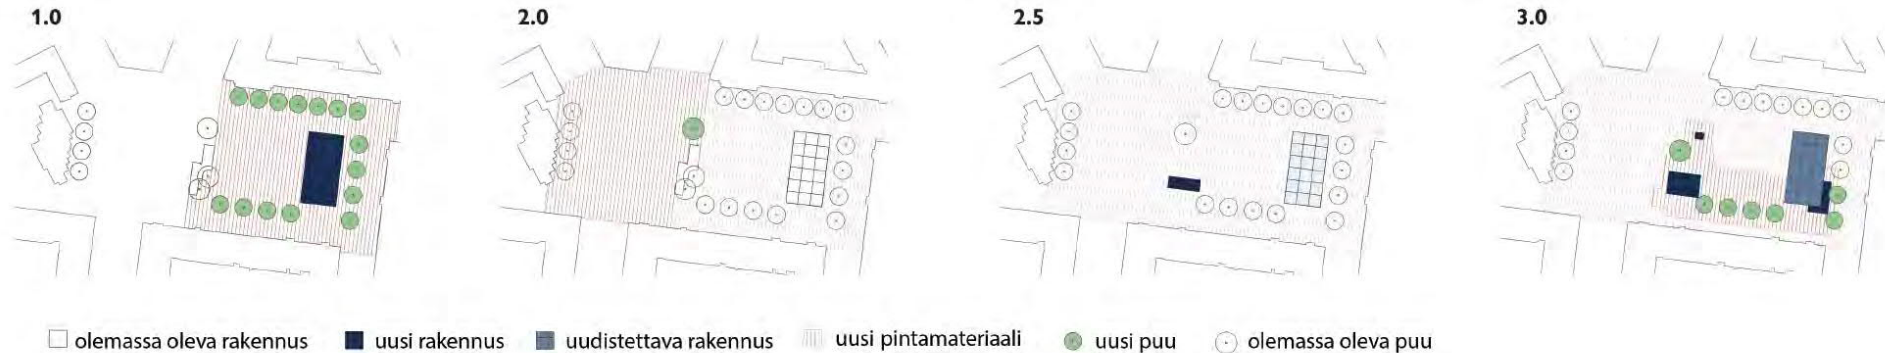 1.0 2.0 2.5 3.0
olemassa oleva rakennus uusi rakennus uudistettava rakennus uusi pintamateriaali uusi puu olemassa oleva puu